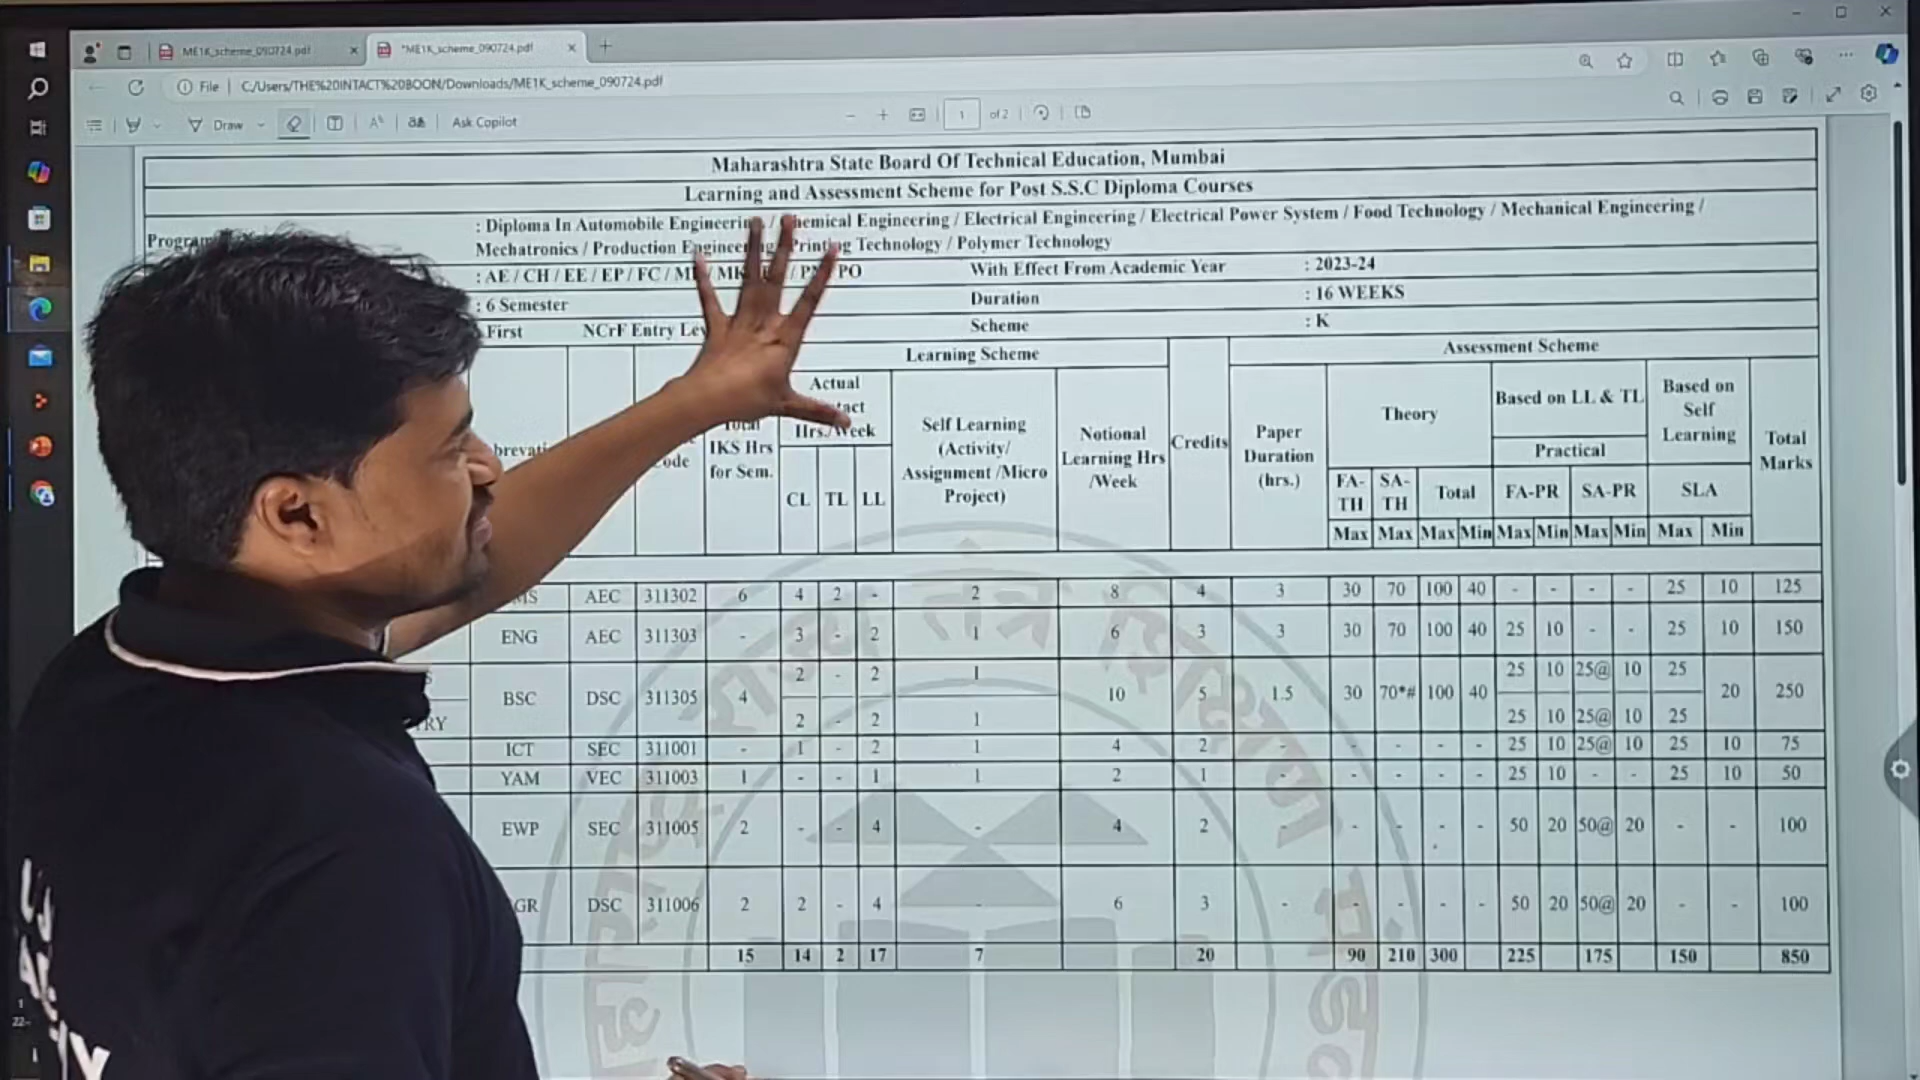 ME1K_scheme_090724.pdf
*ME1K_scheme_090724.pdf
File | C:/Users/THE%20INTACT%20BOON/Downloads/ME1K_scheme_090724.pdf
Draw
Ask Copilot
1 of 2
Maharashtra State Board Of Technical Education, Mumbai
Learning and Assessment Scheme for Post S.S.C Diploma Courses
: Diploma In Automobile Engineering / Chemical Engineering / Electrical Engineering / Electrical Power System / Food Technology / Mechanical Engineering /
Mechatronics / Production Engineering / Printing Technology / Polymer Technology
: AE / CH / EE / EP / FC / ME / MK / / PN / PO With Effect From Academic Year : 2023-24
: 6 Semester Duration : 16 WEEKS
First NCrF Entry Scheme : K
Learning Scheme Assessment Scheme
Actual
Hrs./Week
Total
IKS Hrs
for Sem.
CL TL LL
Self Learning
(Activity/
Assignment /Micro
Project)
Notional
Learning Hrs
/Week
Credits
Paper
Duration
(hrs.)
Theory
Based on LL & TL
Practical
Based on
Self
Learning
Total
Marks
FA-
TH
SA-
TH
Total FA-PR SA-PR SLA
Max Max Max Min Max Min Max Min Max Min
AEC 311302 6 4 2 - 2 8 4 3 30 70 100 40 - - - - 25 10 125
ENG AEC 311303 - 3 - 2 1 6 3 3 30 70 100 40 25 10 - - 25 10 150
2 - 2 1 25 10 25@ 10 25
BSC DSC 311305 4 10 5 1.5 30 70*# 100 40 20 250
2 - 2 1 25 10 25@ 10 25
ICT SEC 311001 - 1 - 2 1 4 2 - - - - - 25 10 25@ 10 25 10 75
YAM VEC 311003 1 - - 1 1 2 1 - - - - - 25 10 - - 25 10 50
EWP SEC 311005 2 - - 4 - 4 2 - - - - - 50 20 50@ 20 - - 100
DSC 311006 2 2 - 4 - 6 3 - - - - - 50 20 50@ 20 - - 100
15 14 2 17 7 20 90 210 300 225 175 150 850
राज्य तंत्र शिक्षण मंडळ